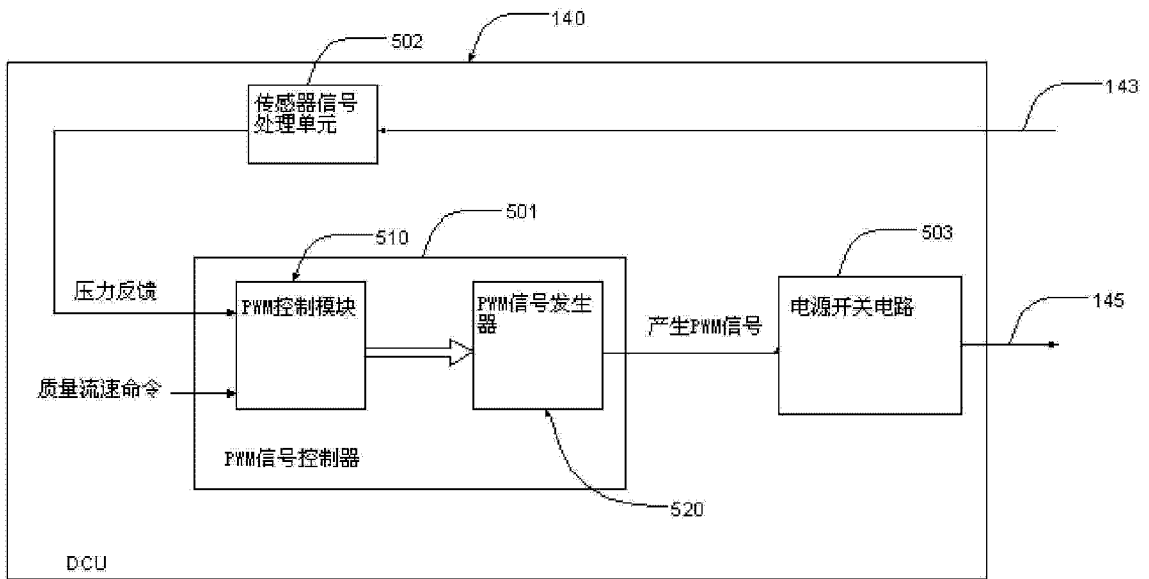 140
502
传感器信号
处理单元
143
501
510
503
压力反馈
PWM控制模块
PWM信号发生
器
产生PWM信号
电源开关电路
145
质量流速命令
PWM信号控制器
520
DCU